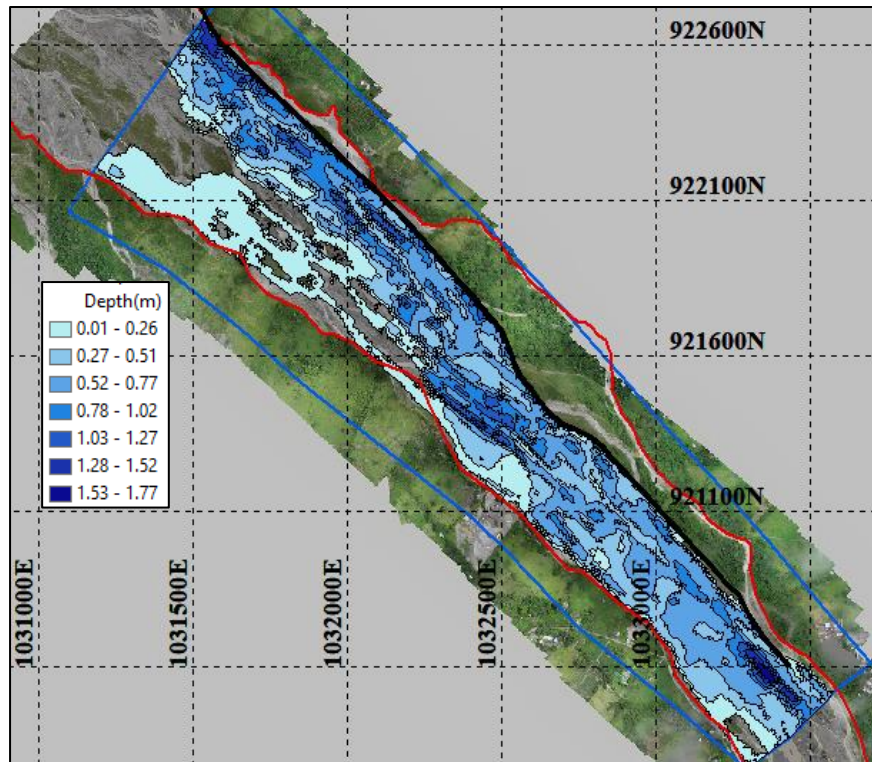 922600N
922100N
Depth(m)
0.01 - 0.26
0.27 - 0.51
0.52 - 0.77
0.78 - 1.02
1.03 - 1.27
1.28 - 1.52
1.53 - 1.77
921600N
921100N
1031000E
1031500E
1032000E
1032500E
1033000E